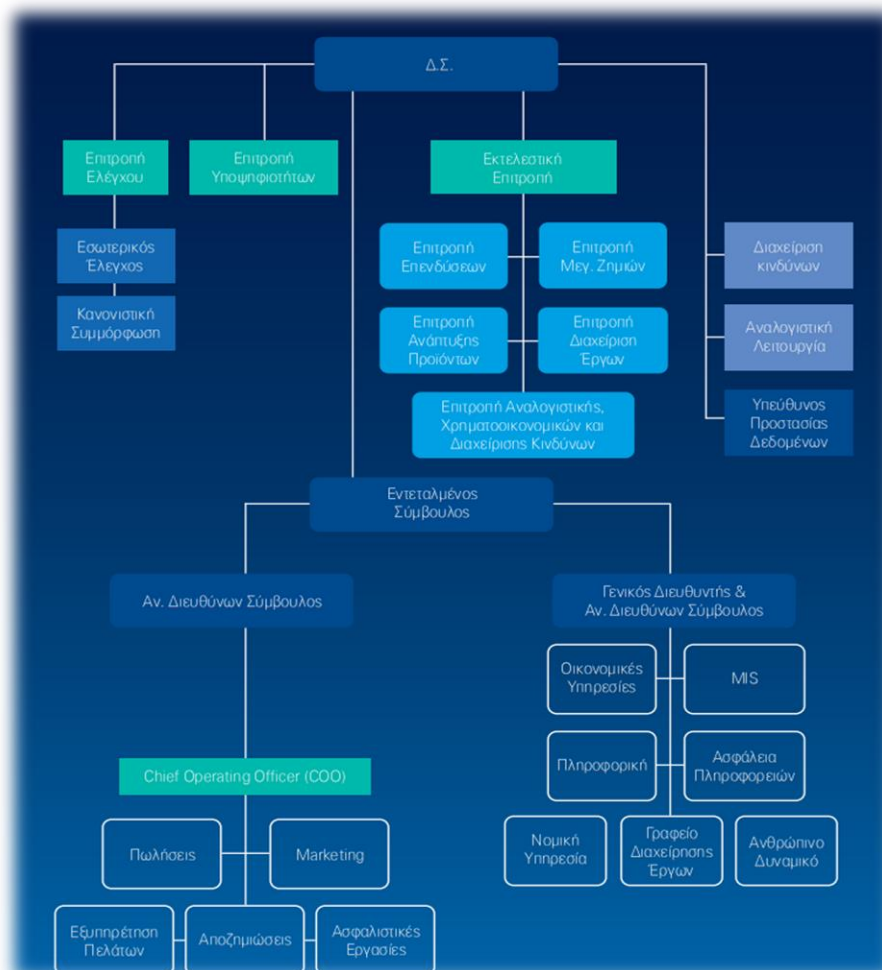 Δ.Σ.
Επιτροπή
Ελέγχου
Επιτροπή
Υποψηφιοτήτων
Εκτελεστική
Επιτροπή
Εσωτερικός
Έλεγχος
Επιτροπή
Επενδύσεων
Επιτροπή
Μεγ. Ζημιών
Διαχείριση
κινδύνων
Κανονιστική
Συμμόρφωση
Επιτροπή
Ανάπτυξης
Προϊόντων
Επιτροπή
Διαχείριση
Έργων
Αναλογιστική
Λειτουργία
Επιτροπή Αναλογιστικής,
Χρηματοοικονομικών και
Διαχείρισης Κινδύνων
Υπεύθυνος
Προστασίας
Δεδομένων
Εντεταλμένος
Σύμβουλος
Αν. Διευθύνων Σύμβουλος
Γενικός Διευθυντής &
Αν. Διευθύνων Σύμβουλος
Οικονομικές
Υπηρεσίες
MIS
Πληροφορική
Ασφάλεια
Πληροφορειών
Chief Operating Officer (COO)
Νομική
Υπηρεσία
Γραφείο
Διαχείρησης
Έργων
Ανθρώπινο
Δυναμικό
Πωλήσεις
Marketing
Εξυπηρέτηση
Πελάτων
Αποζημιώσεις
Ασφαλιστικές
Εργασίες